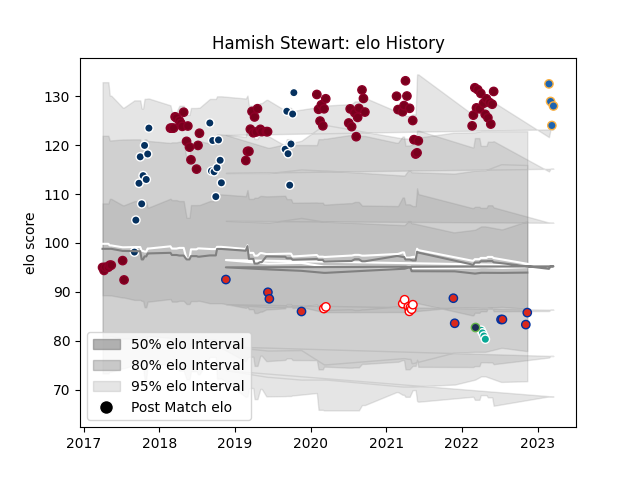 Hamish Stewart: elo History
elo score
130
120
110
100
90
80
70
50% elo Interval
80% elo Interval
95% elo Interval
Post Match elo
2017
2018
2019
2020
2021
2022
2023